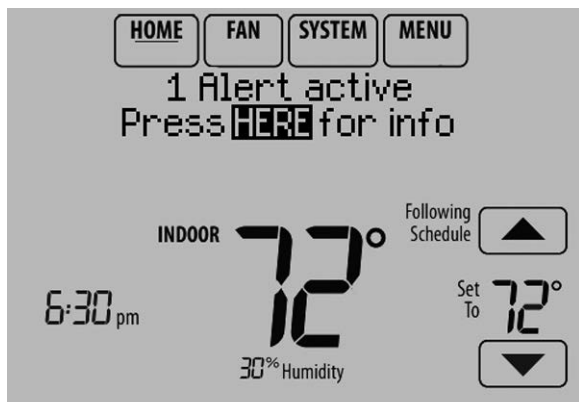 HOME FAN SYSTEM MENU
1 Alert active
Press HERE for info
Following
Schedule
INDOOR 72°
Set
To 72°
6:30 pm
30% Humidity